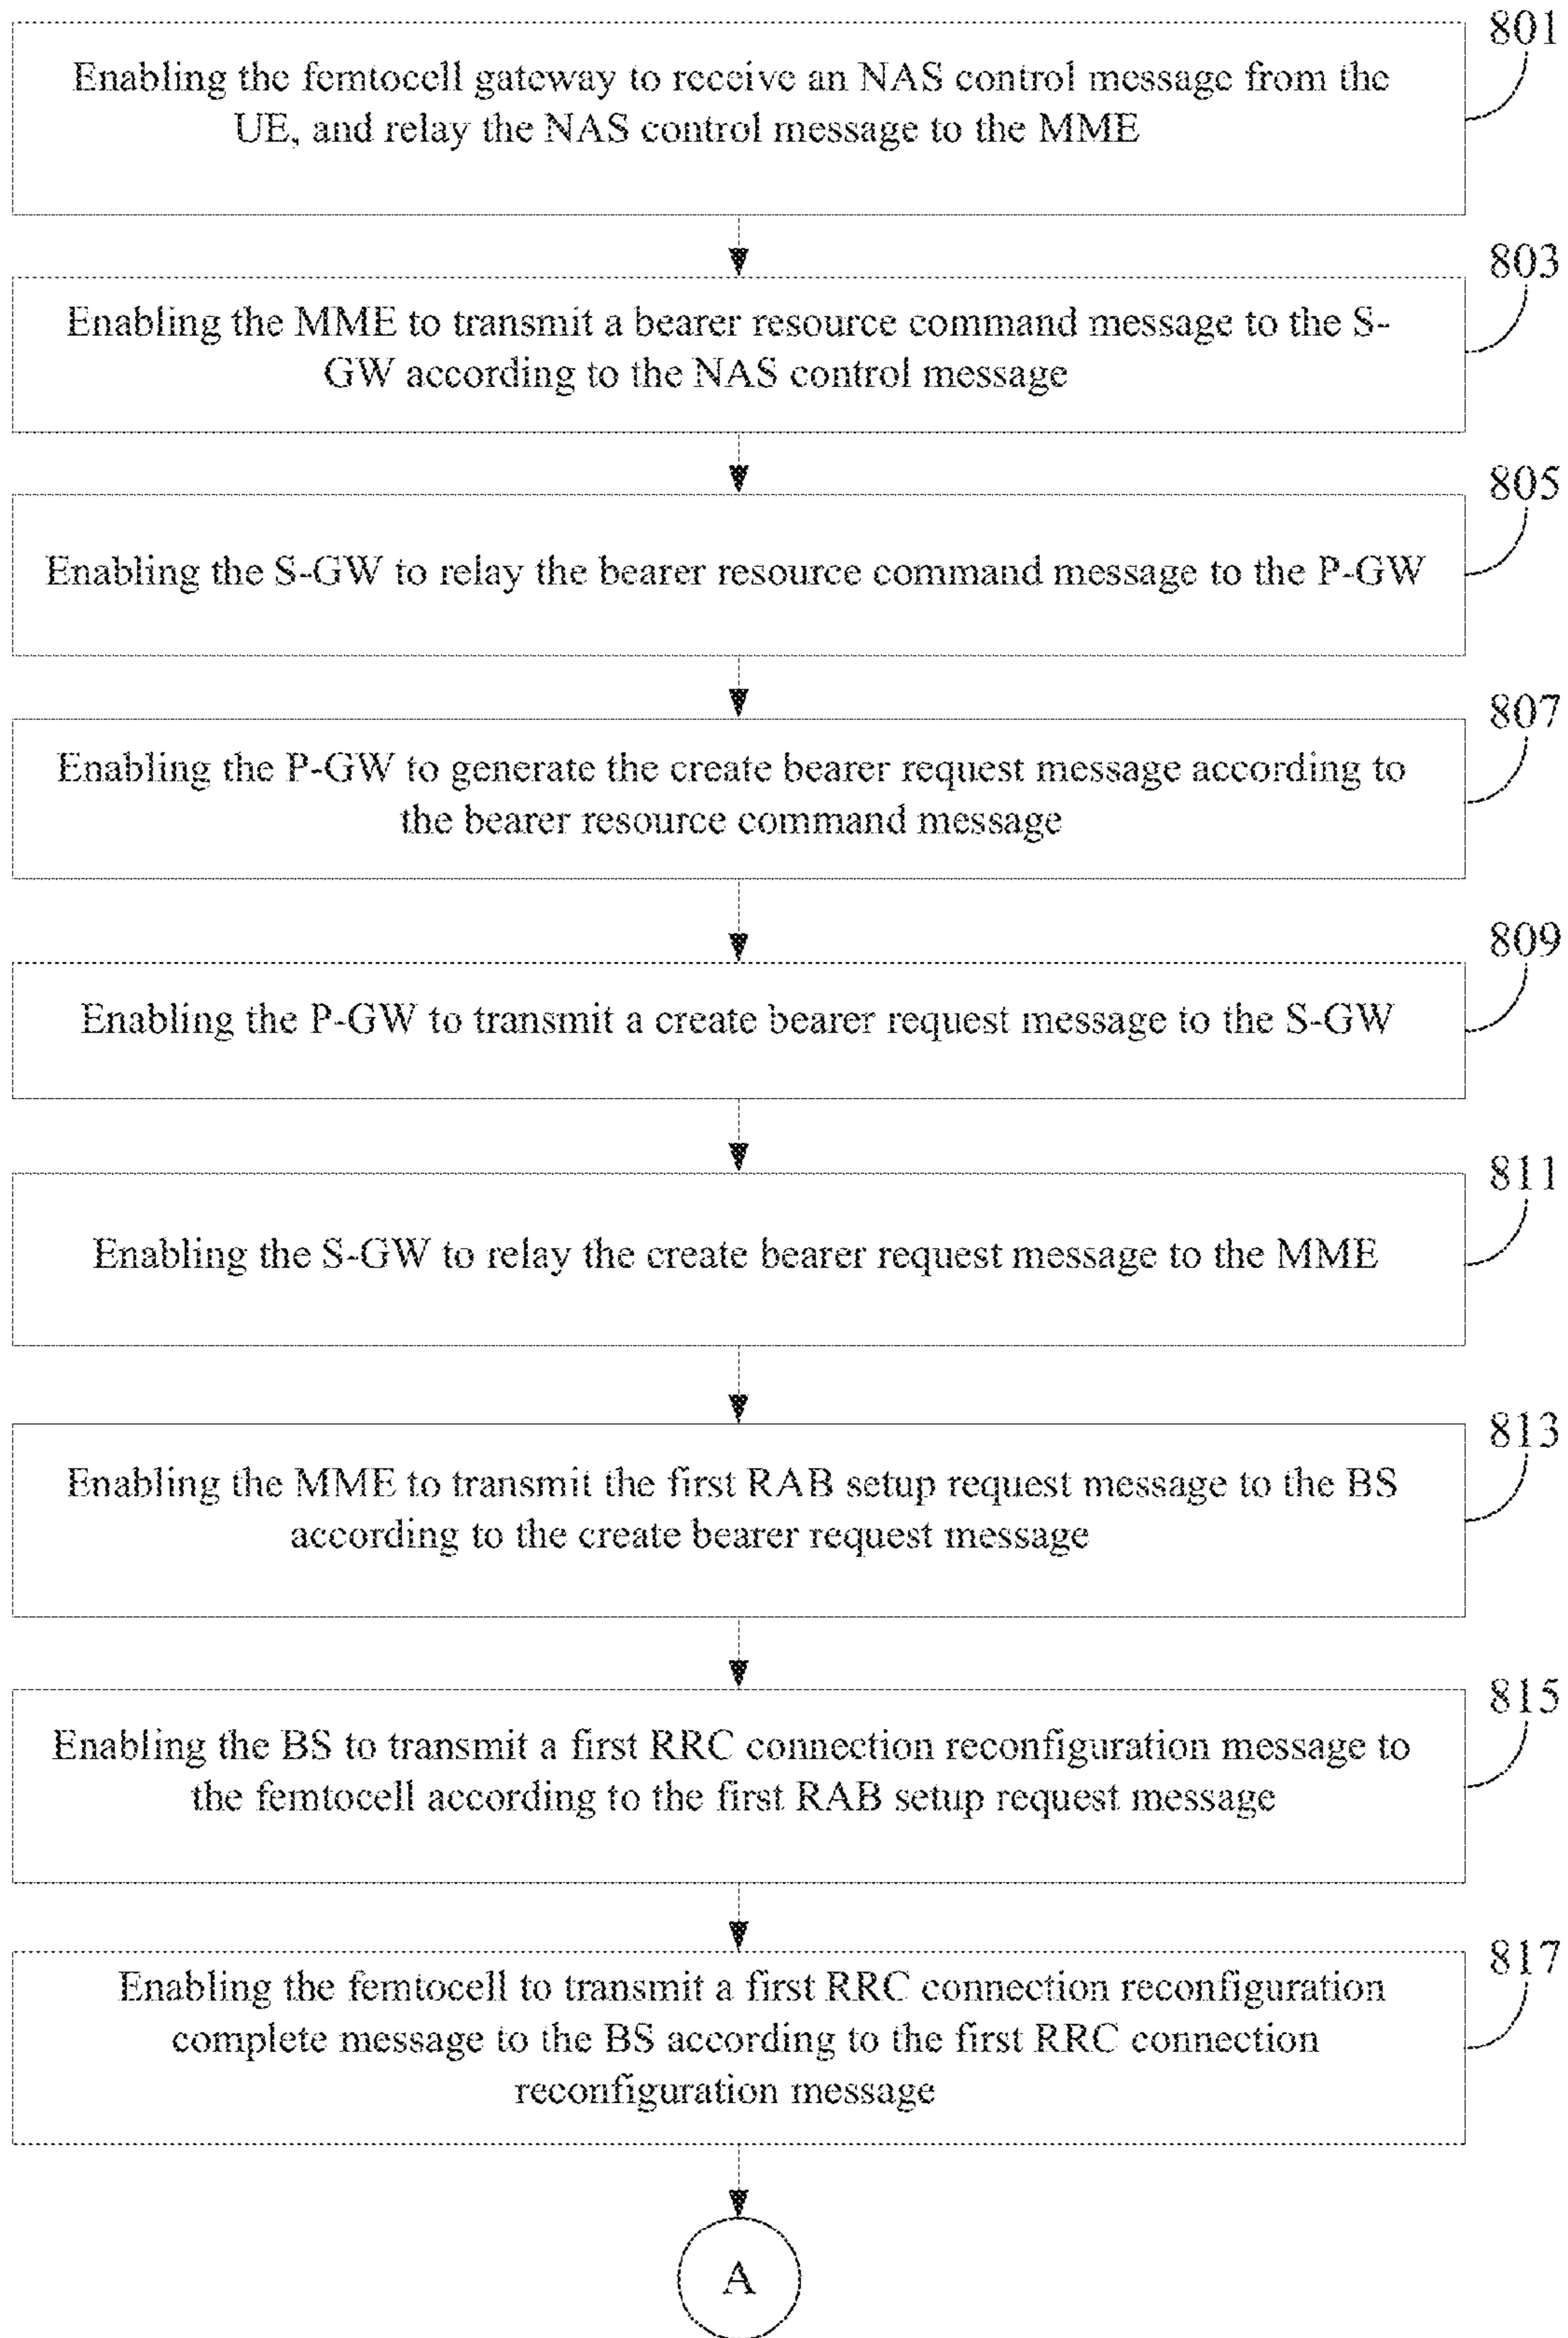 801
Enabling the femtocell gateway to receive an NAS control message from the
UE, and relay the NAS control message to the MME
803
Enabling the MME to transmit a bearer resource command message to the S-
GW according to the NAS control message
805
Enabling the S-GW to relay the bearer resource command message to the P-GW
807
Enabling the P-GW to generate the create bearer request message according to
the bearer resource command message
809
Enabling the P-GW to transmit a create bearer request message to the S-GW
811
Enabling the S-GW to relay the create bearer request message to the MME
813
Enabling the MME to transmit the first RAB setup request message to the BS
according to the create bearer request message
815
Enabling the BS to transmit a first RRC connection reconfiguration message to
the femtocell according to the first RAB setup request message
817
Enabling the femtocell to transmit a first RRC connection reconfiguration
complete message to the BS according to the first RRC connection
reconfiguration message
A